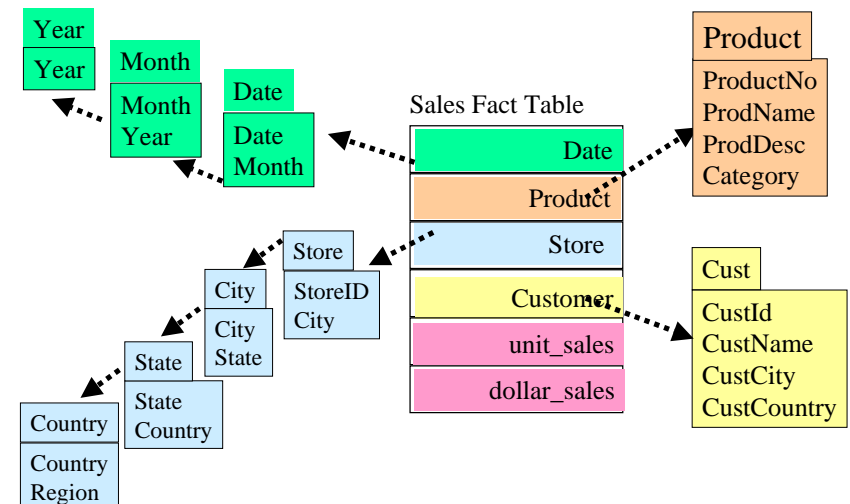 Year
Year
Month
Month
Year
Date
Date
Month
Sales Fact Table
Date
Product
Store
Customer
unit_sales
dollar_sales
Product
ProductNo
ProdName
ProdDesc
Category
Store
StoreID
City
City
City
State
State
State
Country
Country
Country
Region
Cust
CustId
CustName
CustCity
CustCountry